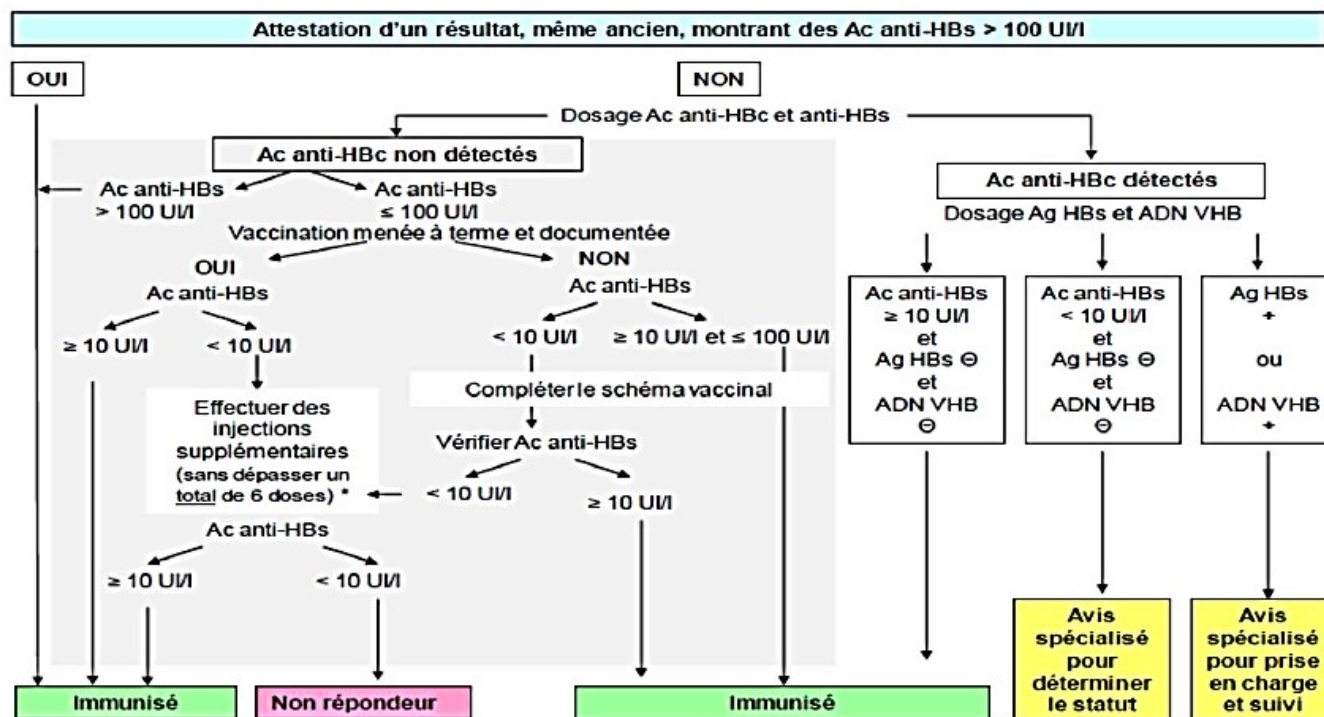 Attestation d'un résultat, même ancien, montrant des Ac anti-HBs > 100 UI/l
OUI
NON
Dosage Ac anti-HBc et anti-HBs
Ac anti-HBc non détectés
Ac anti-HBs
> 100 UI/l
Ac anti-HBs
≤ 100 UI/l
Vaccination menée à terme et documentée
OUI
Ac anti-HBs
≥ 10 UI/l
< 10 UI/l
Effectuer des
injections
supplémentaires
(sans dépasser un
total de 6 doses) *
Ac anti-HBs
≥ 10 UI/l
< 10 UI/l
NON
Ac anti-HBs
< 10 UI/l
≥ 10 UI/l et ≤ 100 UI/l
Compléter le schéma vaccinal
Vérifier Ac anti-HBs
< 10 UI/l
≥ 10 UI/l
Ac anti-HBc détectés
Dosage Ag HBs et ADN VHB
Ac anti-HBs
≥ 10 UI/l
et
Ag HBs ⊖
et
ADN VHB
⊖
Ac anti-HBs
< 10 UI/l
et
Ag HBs ⊖
et
ADN VHB
⊖
Ag HBs
+
ou
ADN VHB
+
Immunisé
Non répondeur
Immunisé
Avis
spécialisé
pour
déterminer
le statut
Avis
spécialisé
pour prise
en charge
et suivi